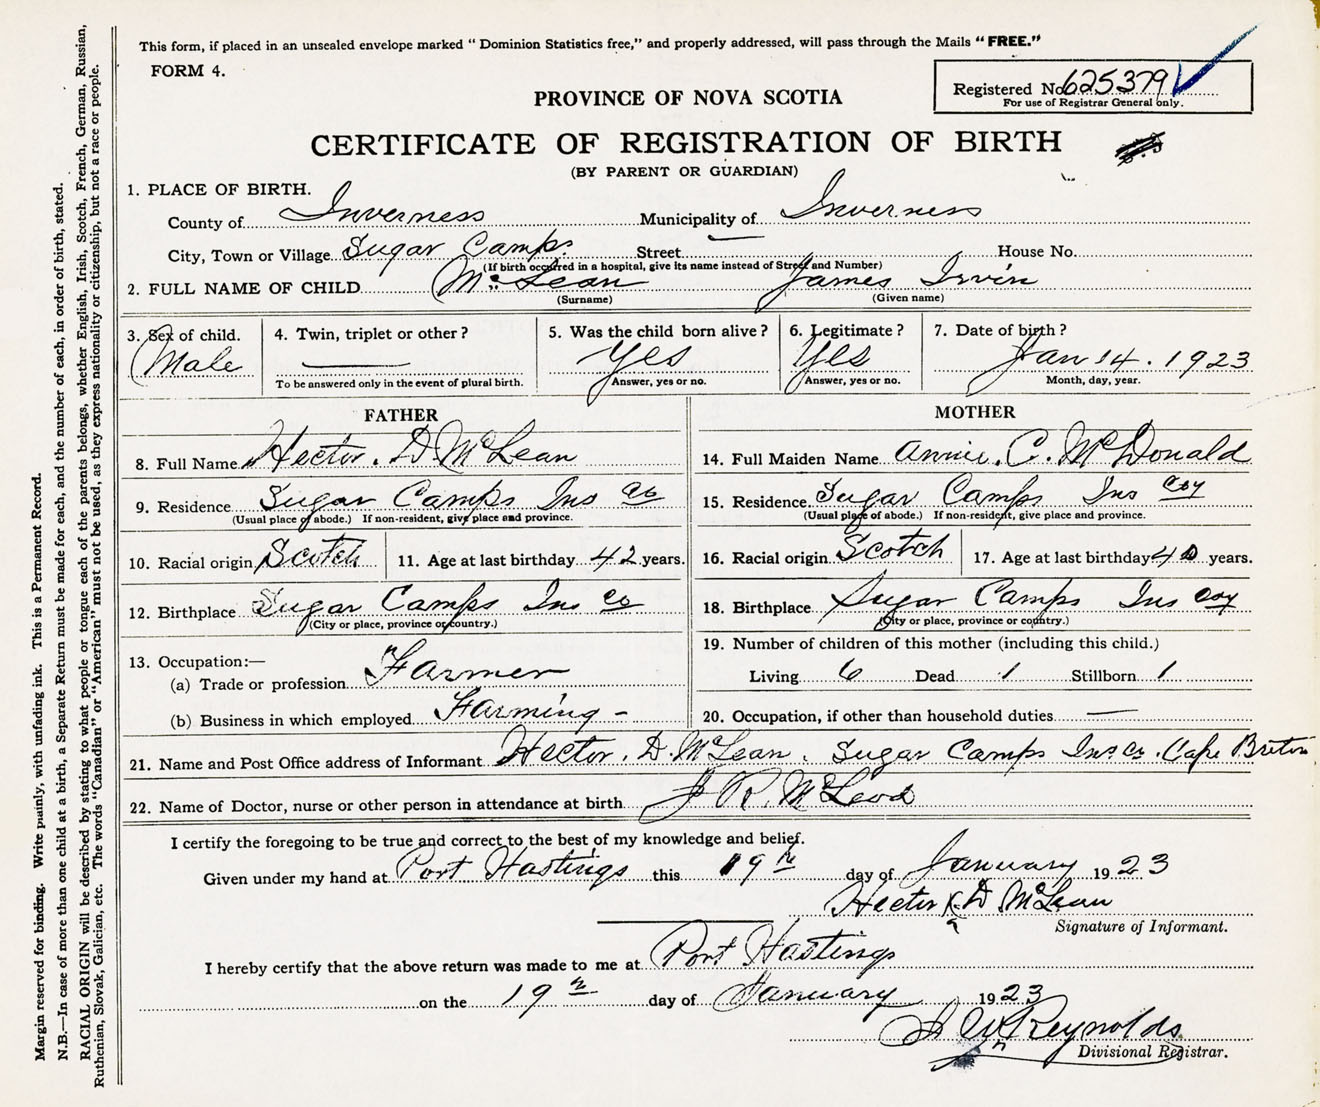 This form, if placed in an unsealed envelope marked " Dominion Statistics free," and properly addressed, will pass through the Mails " FREE."
FORM 4.
Registered No. 625379
For use of Registrar General only.
PROVINCE OF NOVA SCOTIA
CERTIFICATE OF REGISTRATION OF BIRTH
(BY PARENT OR GUARDIAN)
1. PLACE OF BIRTH.
County of Inverness Municipality of Inverness
City, Town or Village Sugar Camps Street — House No.
(If birth occurred in a hospital, give its name instead of Street and Number)
2. FULL NAME OF CHILD McLean James Irvin
(Surname) (Given name)
3. Sex of child. 4. Twin, triplet or other? 5. Was the child born alive? 6. Legitimate? 7. Date of birth?
Male — Yes Yes Jan 14. 1923
To be answered only in the event of plural birth. Answer, yes or no. Answer, yes or no. Month, day, year.
FATHER MOTHER
8. Full Name Hector. D McLean 14. Full Maiden Name Annie. C. McDonald
9. Residence Sugar Camps Ins Co 15. Residence Sugar Camps Ins Coy
(Usual place of abode.) If non-resident, give place and province. (Usual place of abode.) If non-resident, give place and province.
10. Racial origin Scotch 11. Age at last birthday 42 years. 16. Racial origin Scotch 17. Age at last birthday 40 years.
12. Birthplace Sugar Camps Ins Co 18. Birthplace Sugar Camps Ins Coy
(City or place, province or country.) (City or place, province or country.)
13. Occupation:— 19. Number of children of this mother (including this child.)
(a) Trade or profession Farmer Living 6 Dead 1 Stillborn 1
(b) Business in which employed Farming - 20. Occupation, if other than household duties —
21. Name and Post Office address of Informant Hector. D. McLean. Sugar Camps Ins. Co. Cape Breton
22. Name of Doctor, nurse or other person in attendance at birth J R. McLeod
I certify the foregoing to be true and correct to the best of my knowledge and belief.
Given under my hand at Port Hastings this 19th day of January 1923
Hector D McLean
Signature of Informant.
I hereby certify that the above return was made to me at Port Hastings
on the 19th day of January 1923
Reynolds
Divisional Registrar.
Margin reserved for binding. Write plainly, with unfading ink. This is a Permanent Record.
N.B.—In case of more than one child at a birth, a Separate Return must be made for each, and the number of each, in order of birth, stated.
RACIAL ORIGIN will be described by stating to what people or tongue each of the parents belongs, whether English, Irish, Scotch, French, German, Russian,
Ruthenian, Slovak, Galician, etc. The words "Canadian" or "American" must not be used, as they express nationality or citizenship, but not a race or people.